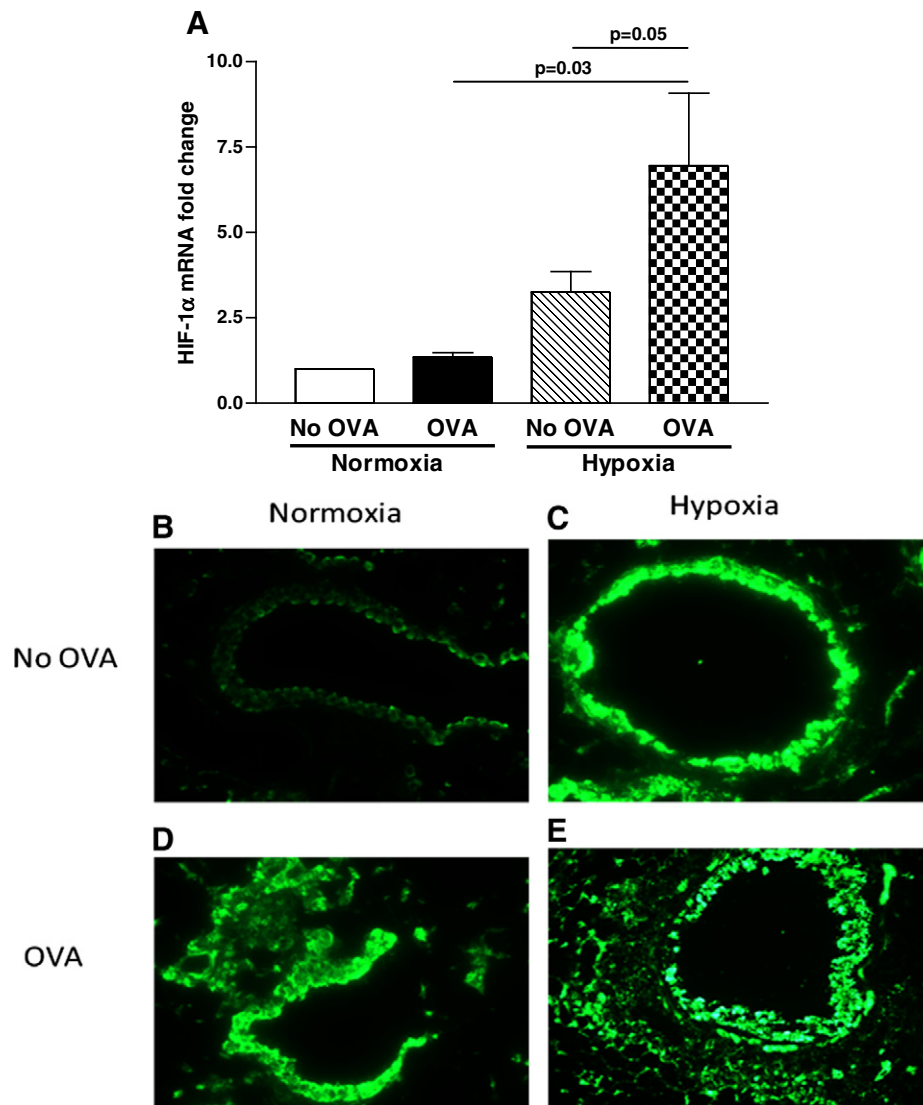 A
p=0.05
p=0.03
10.0
7.5
5.0
2.5
0.0
HIF-1α mRNA fold change
No OVA OVA No OVA OVA
Normoxia Hypoxia
Normoxia Hypoxia
B C
No OVA
D E
OVA